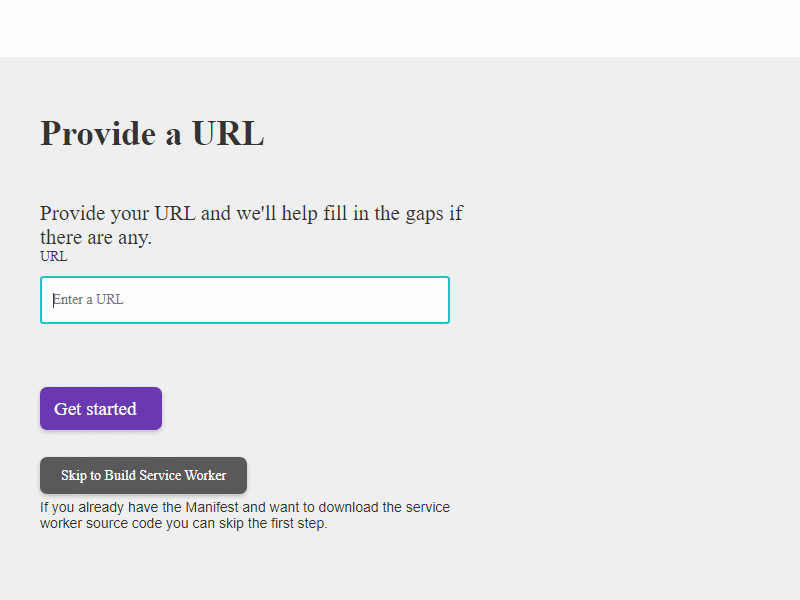 Provide a URL
Provide your URL and we'll help fill in the gaps if
there are any.
URL
Enter a URL
Get started
Skip to Build Service Worker
If you already have the Manifest and want to download the service
worker source code you can skip the first step.